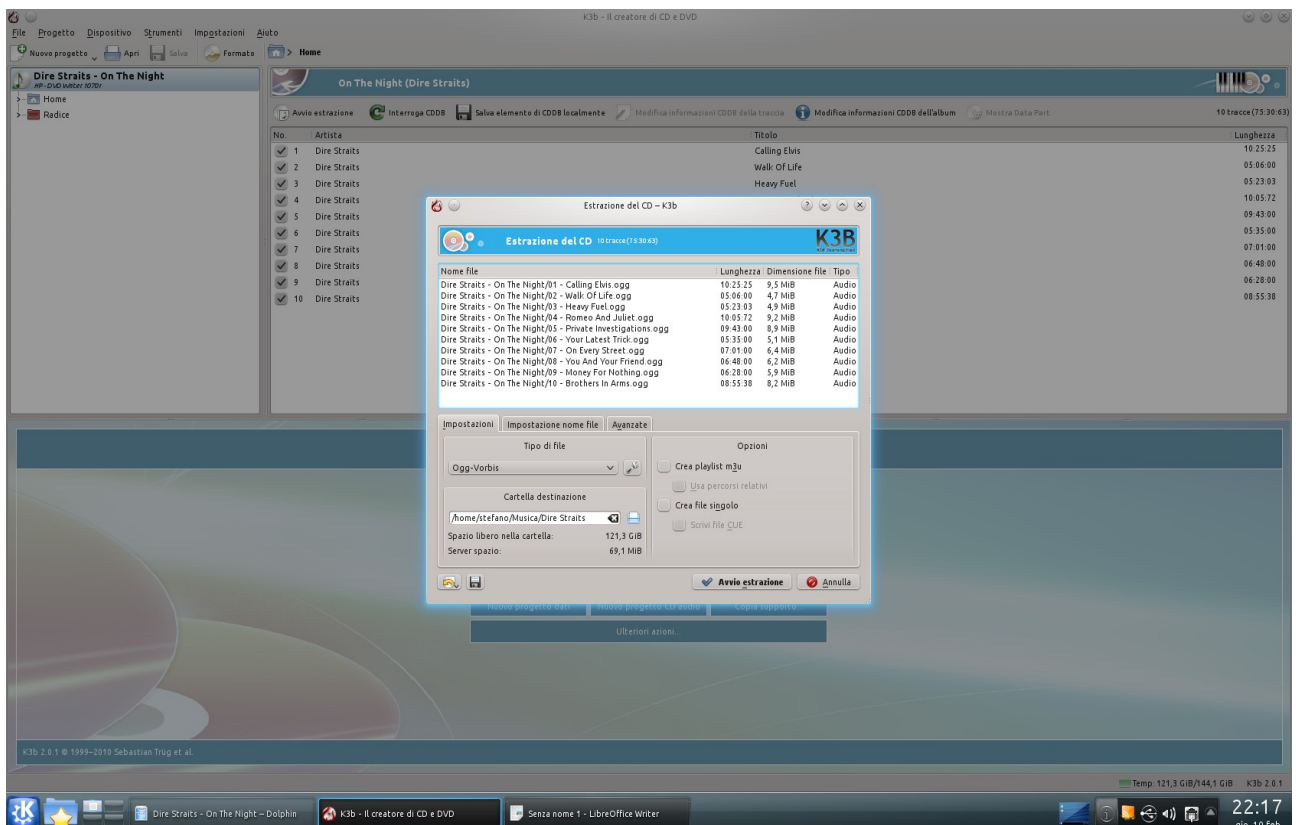 K3b - Il creatore di CD e DVD
File Progetto Dispositivo Strumenti Impostazioni Aiuto
Nuovo progetto Apri Salva Formato > Home
Dire Straits - On The Night
HP - DVD Writer 1070r
Home
Radice
On The Night (Dire Straits)
Avvio estrazione Interroga CDDB Salva elemento di CDDB localmente Modifica informazioni CDDB della traccia Modifica informazioni CDDB dell'album Mostra Data Part 10 tracce (75:30:63)
No. Artista Titolo Lunghezza
1 Dire Straits Calling Elvis 10:25:25
2 Dire Straits Walk Of Life 05:06:00
3 Dire Straits Heavy Fuel 05:23:03
4 Dire Straits 10:05:72
5 Dire Straits 09:43:00
6 Dire Straits 05:35:00
7 Dire Straits 07:01:00
8 Dire Straits 06:48:00
9 Dire Straits 06:28:00
10 Dire Straits 08:55:38
Estrazione del CD – K3b
Estrazione del CD 10 tracce (75:30:63) K3B
Nome file Lunghezza Dimensione file Tipo
Dire Straits - On The Night/01 - Calling Elvis.ogg 10:25:25 9,5 MiB Audio
Dire Straits - On The Night/02 - Walk Of Life.ogg 05:06:00 4,7 MiB Audio
Dire Straits - On The Night/03 - Heavy Fuel.ogg 05:23:03 4,9 MiB Audio
Dire Straits - On The Night/04 - Romeo And Juliet.ogg 10:05:72 9,2 MiB Audio
Dire Straits - On The Night/05 - Private Investigations.ogg 09:43:00 8,9 MiB Audio
Dire Straits - On The Night/06 - Your Latest Trick.ogg 05:35:00 5,1 MiB Audio
Dire Straits - On The Night/07 - On Every Street.ogg 07:01:00 6,4 MiB Audio
Dire Straits - On The Night/08 - You And Your Friend.ogg 06:48:00 6,2 MiB Audio
Dire Straits - On The Night/09 - Money For Nothing.ogg 06:28:00 5,9 MiB Audio
Dire Straits - On The Night/10 - Brothers In Arms.ogg 08:55:38 8,2 MiB Audio
Impostazioni Impostazione nome file Avanzate
Tipo di file
Ogg-Vorbis
Cartella destinazione
/home/stefano/Musica/Dire Straits
Spazio libero nella cartella: 121,3 GiB
Server spazio: 69,1 MiB
Opzioni
Crea playlist m3u
Usa percorsi relativi
Crea file singolo
Scrivi file CUE
Avvio estrazione Annulla
Nuovo progetto dati Nuovo progetto CD audio Copia supporto
Ulteriori azioni...
K3b 2.0.1 © 1999–2010 Sebastian Trüg et al.
Temp: 121,3 GiB/144,1 GiB K3b 2.0.1
Dire Straits - On The Night – Dolphin K3b - Il creatore di CD e DVD Senza nome 1 - LibreOffice Writer 22:17
gio, 10 feb